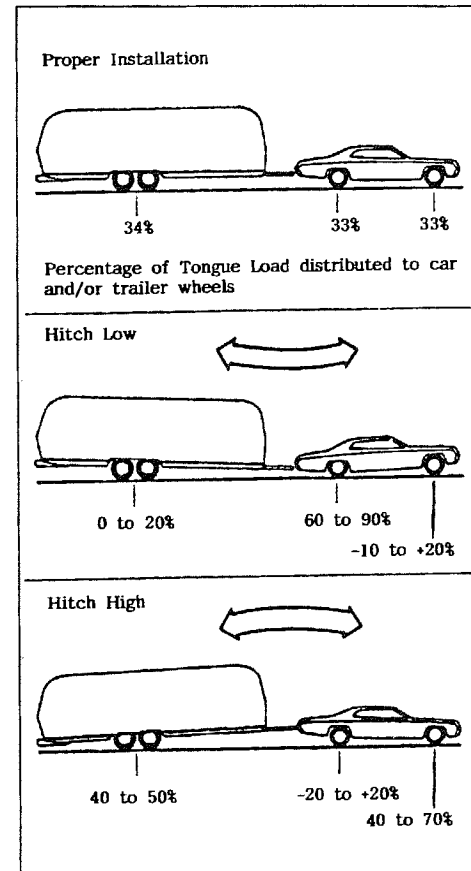 Proper Installation
34% 33% 33%
Percentage of Tongue Load distributed to car
and/or trailer wheels
Hitch Low
0 to 20% 60 to 90%
-10 to +20%
Hitch High
40 to 50% -20 to +20%
40 to 70%